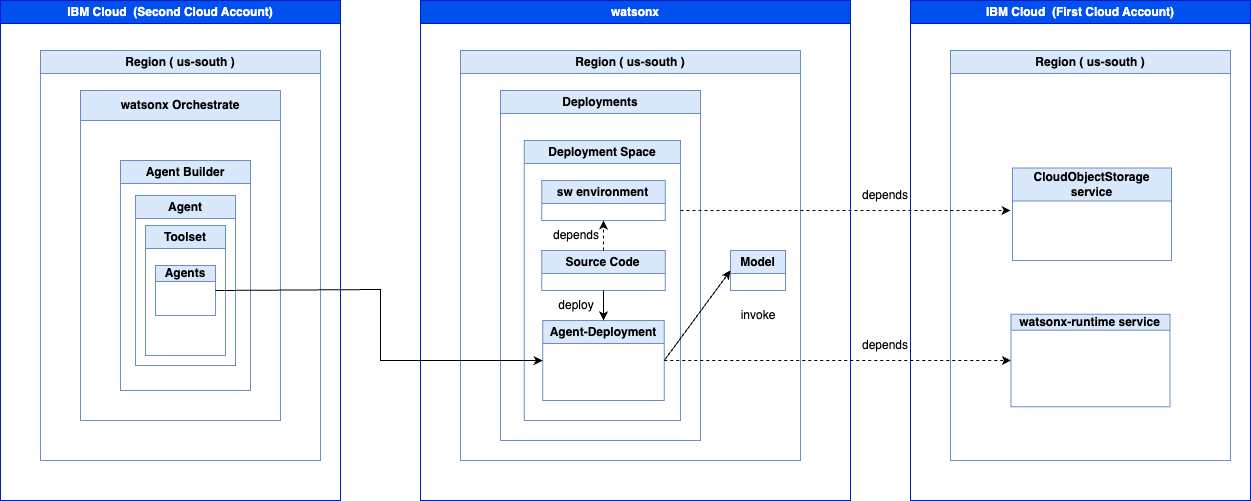 IBM Cloud  (Second Cloud Account)
Region ( us-south )
watsonx Orchestrate
Agent Builder
Agent
Toolset
Agents
watsonx
Region ( us-south )
Deployments
Deployment Space
sw environment
depends
Source Code
deploy
Agent-Deployment
Model
invoke
depends
depends
IBM Cloud  (First Cloud Account)
Region ( us-south )
CloudObjectStorage
service
watsonx-runtime service